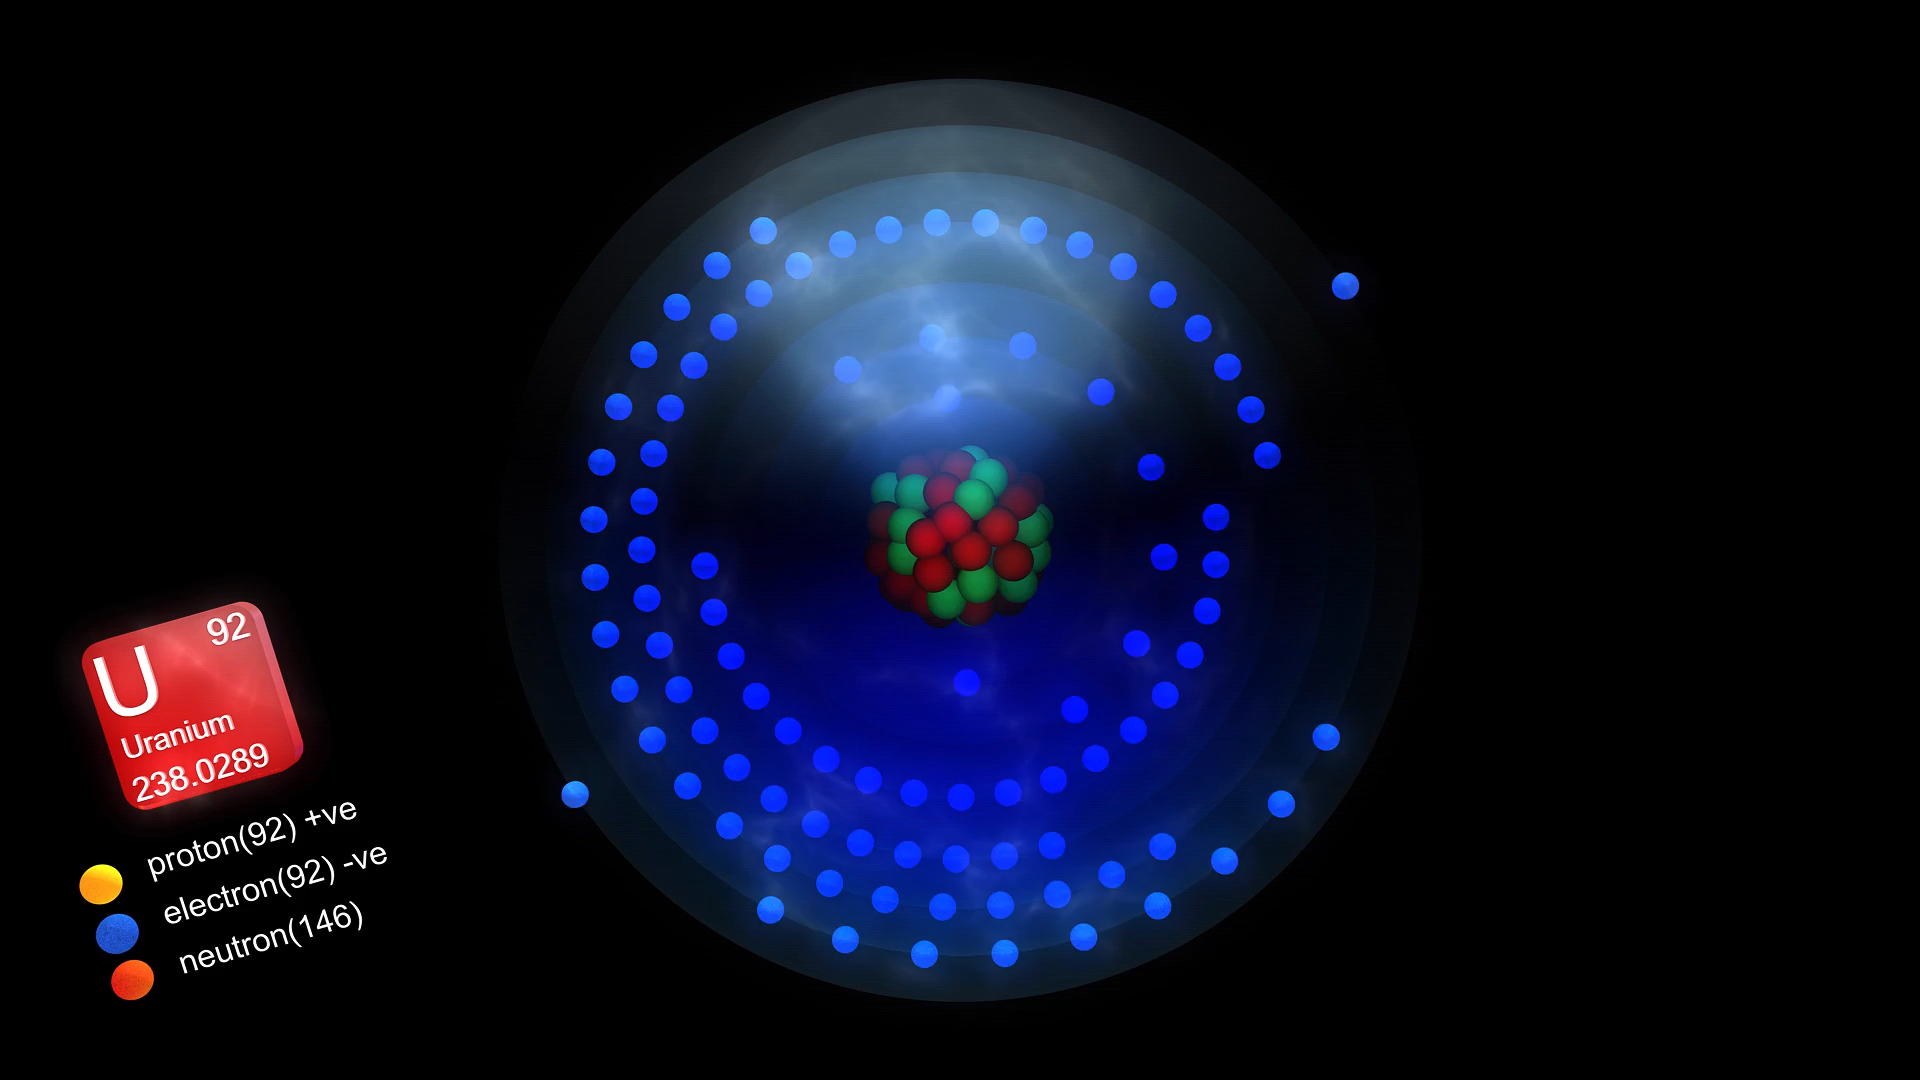 92
U
Uranium
238.0289
proton(92) +ve
electron(92) -ve
neutron(146)